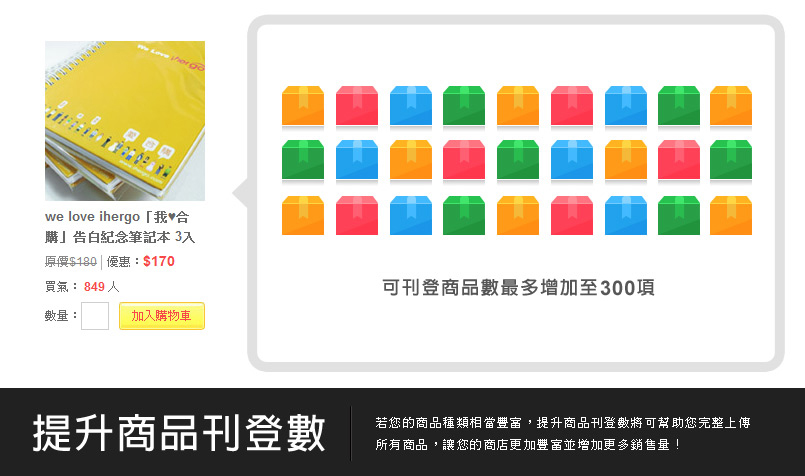 We Love iHergo
we love ihergo「我♥合
購」告白紀念筆記本 3入
原價$180 | 優惠：$170
買氣： 849 人
數量：
加入購物車
可刊登商品數最多增加至300項
提升商品刊登數
若您的商品種類相當豐富，提升商品刊登數將可幫助您完整上傳
所有商品，讓您的商店更加豐富並增加更多銷售量！